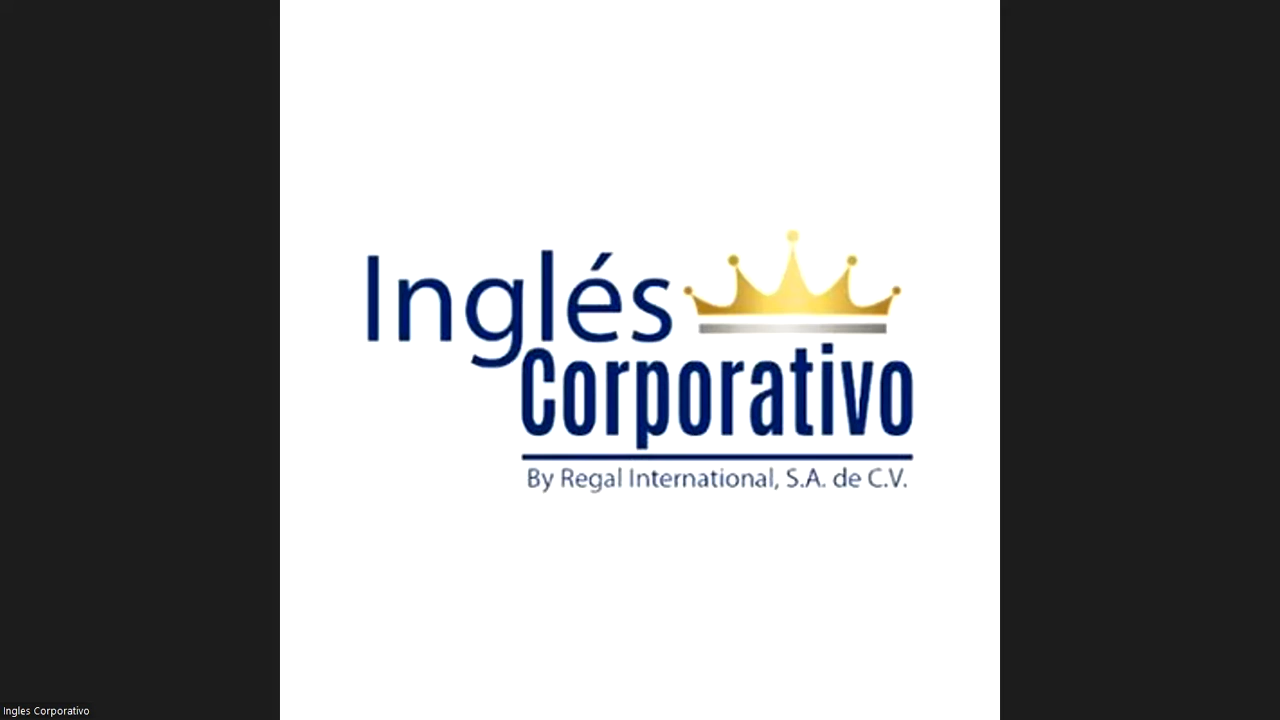 Inglés
Corporativo
By Regal International, S.A. de C.V.
Ingles Corporativo